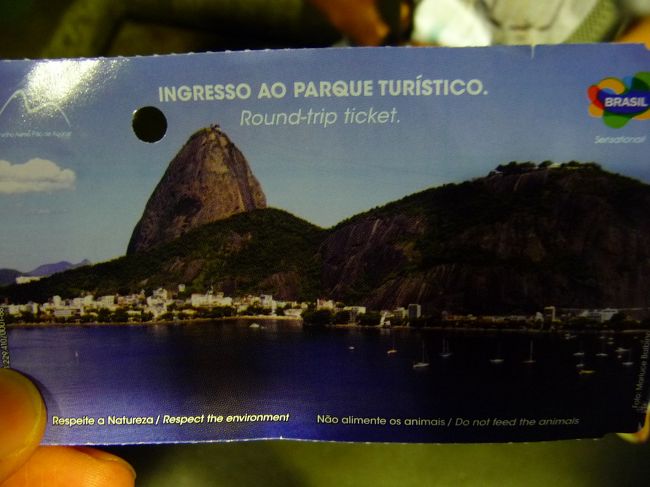 INGRESSO AO PARQUE TURÍSTICO.
Round-trip ticket.
BRASIL
Sensational!
Respeite a Natureza / Respect the environment
Não alimente os animais / Do not feed the animals